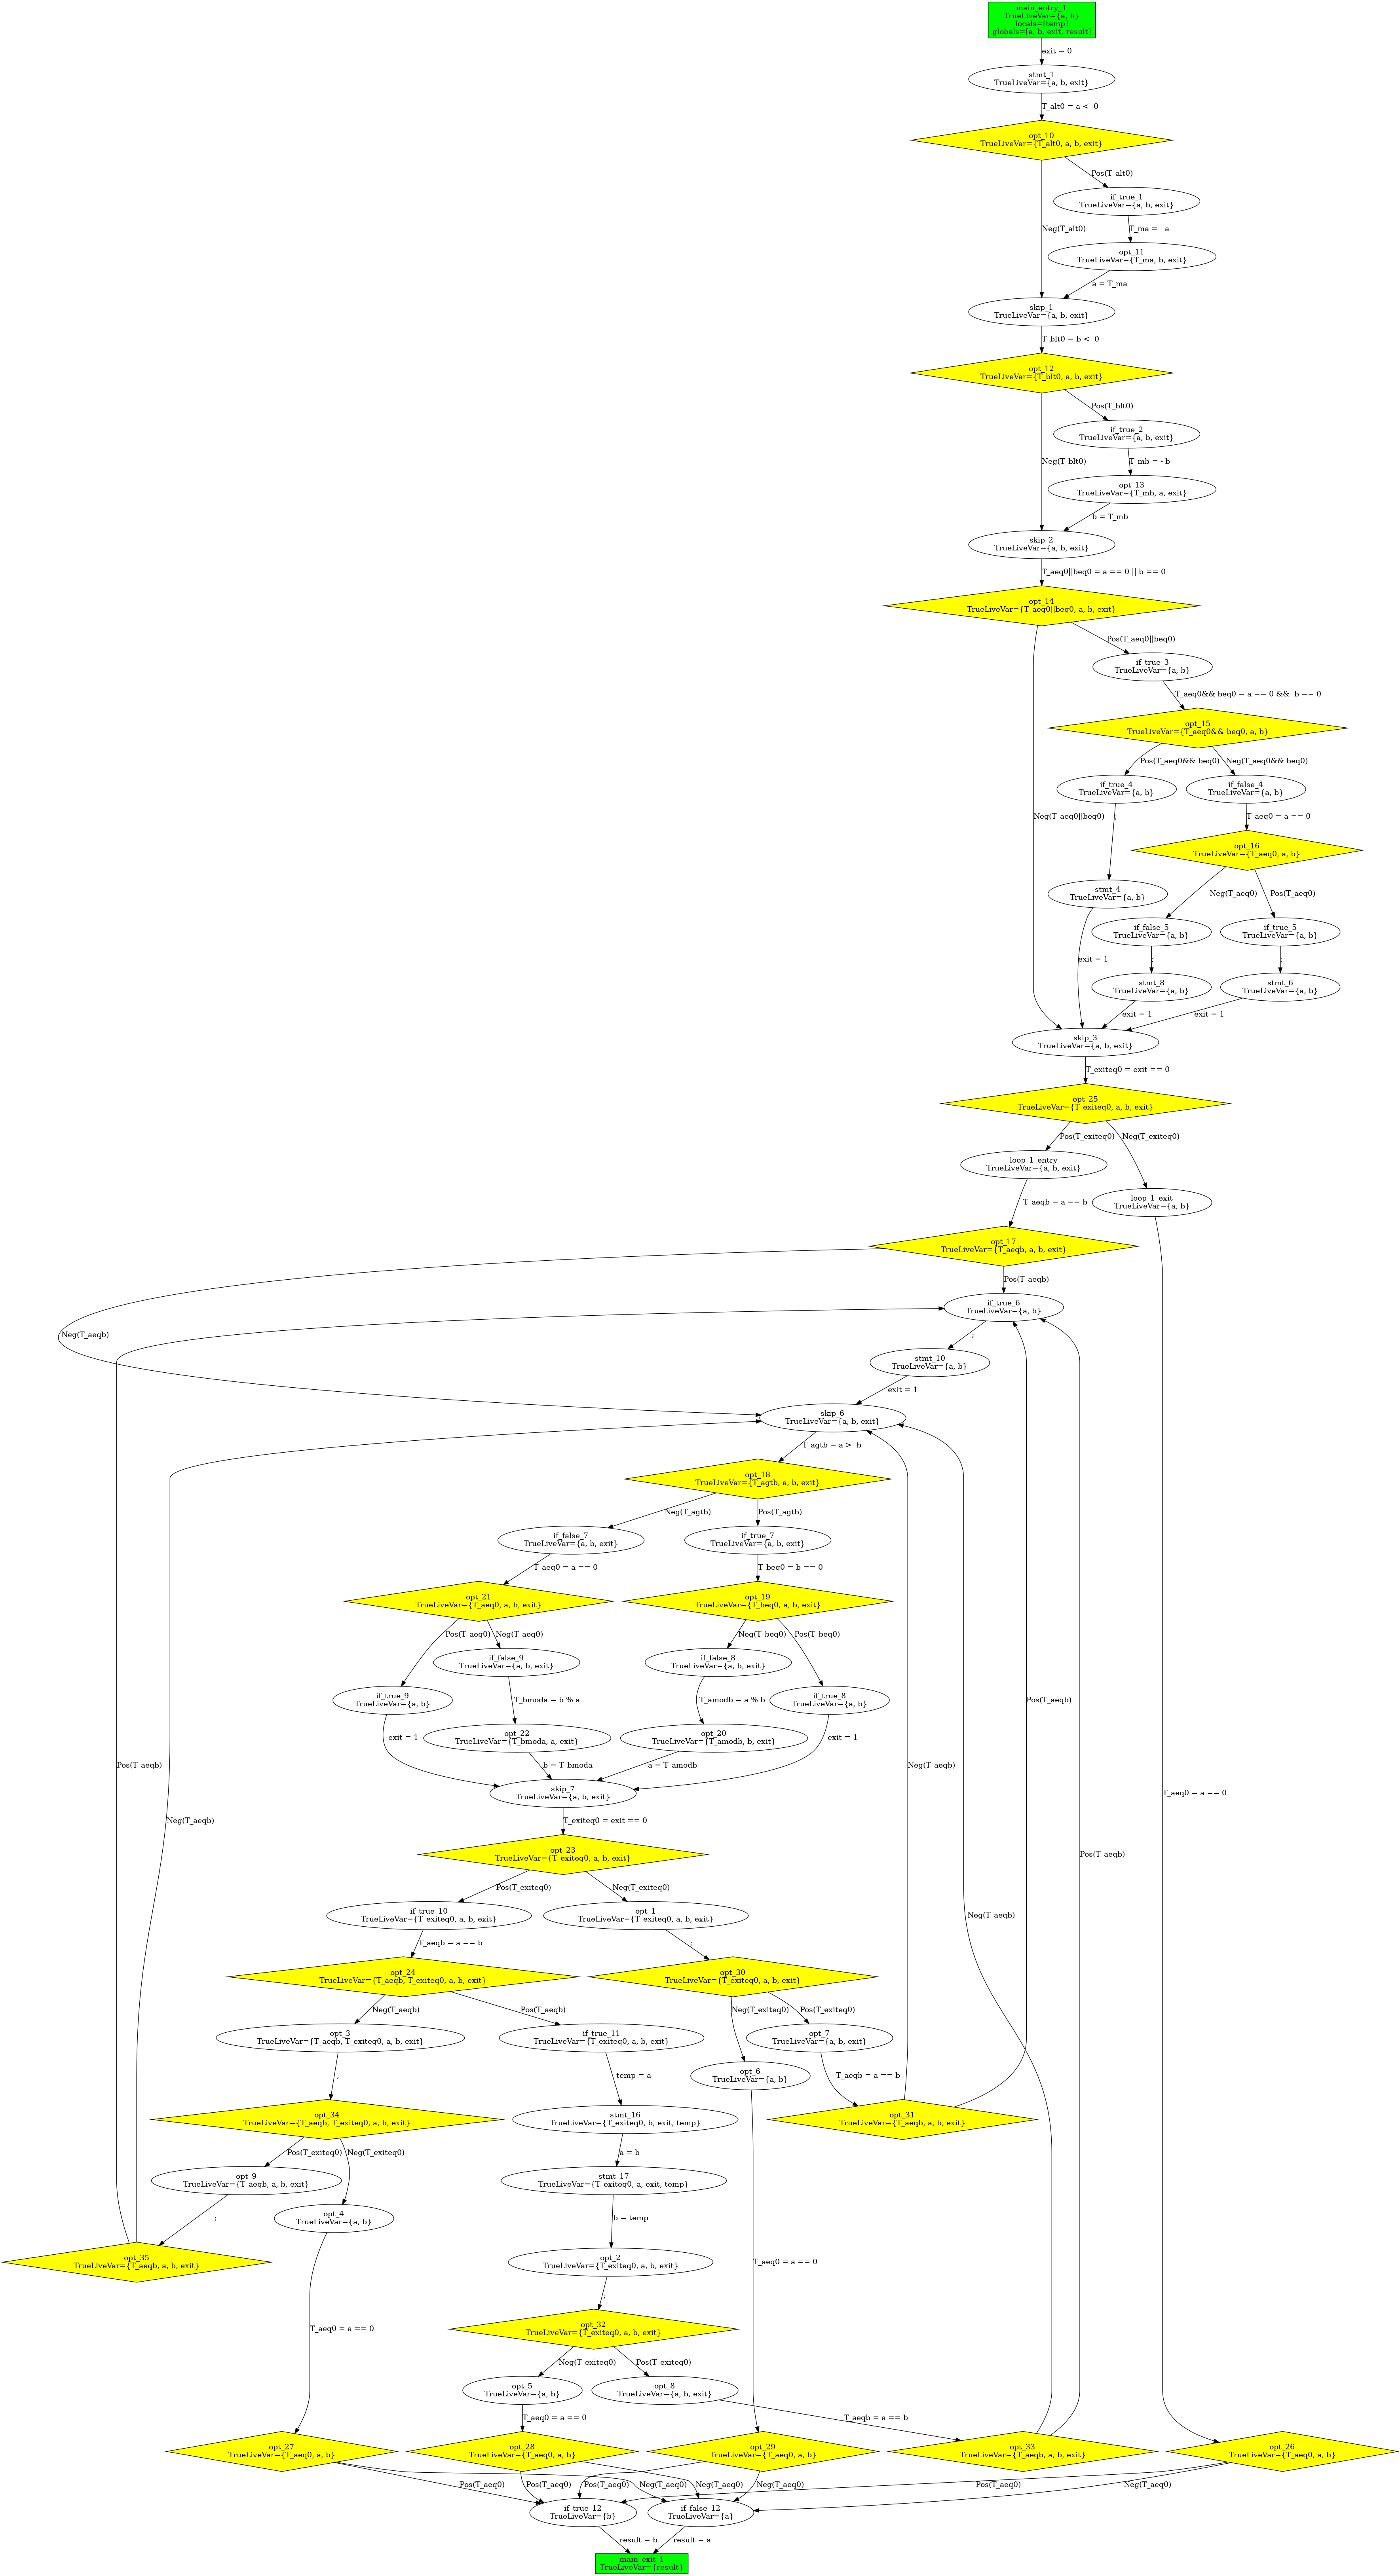 main_entry_1
TrueLiveVar={a, b}
locals=[temp]
globals=[a, b, exit, result]
exit = 0
stmt_1
TrueLiveVar={a, b, exit}
T_alt0 = a <  0
opt_10
TrueLiveVar={T_alt0, a, b, exit}
Pos(T_alt0)
if_true_1
TrueLiveVar={a, b, exit}
Neg(T_alt0)
T_ma = - a
opt_11
TrueLiveVar={T_ma, b, exit}
a = T_ma
skip_1
TrueLiveVar={a, b, exit}
T_blt0 = b <  0
opt_12
TrueLiveVar={T_blt0, a, b, exit}
Pos(T_blt0)
if_true_2
TrueLiveVar={a, b, exit}
Neg(T_blt0)
T_mb = - b
opt_13
TrueLiveVar={T_mb, a, exit}
b = T_mb
skip_2
TrueLiveVar={a, b, exit}
T_aeq0||beq0 = a == 0 || b == 0
opt_14
TrueLiveVar={T_aeq0||beq0, a, b, exit}
Pos(T_aeq0||beq0)
if_true_3
TrueLiveVar={a, b}
T_aeq0&& beq0 = a == 0 &&  b == 0
opt_15
TrueLiveVar={T_aeq0&& beq0, a, b}
Pos(T_aeq0&& beq0)
Neg(T_aeq0&& beq0)
if_true_4
TrueLiveVar={a, b}
if_false_4
TrueLiveVar={a, b}
Neg(T_aeq0||beq0)
;
T_aeq0 = a == 0
opt_16
TrueLiveVar={T_aeq0, a, b}
stmt_4
TrueLiveVar={a, b}
Neg(T_aeq0)
Pos(T_aeq0)
if_false_5
TrueLiveVar={a, b}
if_true_5
TrueLiveVar={a, b}
exit = 1
;
;
stmt_8
TrueLiveVar={a, b}
stmt_6
TrueLiveVar={a, b}
exit = 1
exit = 1
skip_3
TrueLiveVar={a, b, exit}
T_exiteq0 = exit == 0
opt_25
TrueLiveVar={T_exiteq0, a, b, exit}
Pos(T_exiteq0)
Neg(T_exiteq0)
loop_1_entry
TrueLiveVar={a, b, exit}
loop_1_exit
TrueLiveVar={a, b}
T_aeqb = a == b
opt_17
TrueLiveVar={T_aeqb, a, b, exit}
Pos(T_aeqb)
if_true_6
TrueLiveVar={a, b}
Neg(T_aeqb)
;
stmt_10
TrueLiveVar={a, b}
exit = 1
skip_6
TrueLiveVar={a, b, exit}
T_agtb = a >  b
opt_18
TrueLiveVar={T_agtb, a, b, exit}
Neg(T_agtb)
Pos(T_agtb)
if_false_7
TrueLiveVar={a, b, exit}
if_true_7
TrueLiveVar={a, b, exit}
T_aeq0 = a == 0
T_beq0 = b == 0
opt_21
TrueLiveVar={T_aeq0, a, b, exit}
opt_19
TrueLiveVar={T_beq0, a, b, exit}
Pos(T_aeq0)
Neg(T_aeq0)
Neg(T_beq0)
Pos(T_beq0)
if_false_9
TrueLiveVar={a, b, exit}
if_false_8
TrueLiveVar={a, b, exit}
if_true_9
TrueLiveVar={a, b}
T_bmoda = b % a
T_amodb = a % b
if_true_8
TrueLiveVar={a, b}
Pos(T_aeqb)
exit = 1
opt_22
TrueLiveVar={T_bmoda, a, exit}
opt_20
TrueLiveVar={T_amodb, b, exit}
exit = 1
b = T_bmoda
a = T_amodb
Pos(T_aeqb)
Neg(T_aeqb)
skip_7
TrueLiveVar={a, b, exit}
T_aeq0 = a == 0
Neg(T_aeqb)
T_exiteq0 = exit == 0
opt_23
TrueLiveVar={T_exiteq0, a, b, exit}
Pos(T_aeqb)
Pos(T_exiteq0)
Neg(T_exiteq0)
if_true_10
TrueLiveVar={T_exiteq0, a, b, exit}
opt_1
TrueLiveVar={T_exiteq0, a, b, exit}
Neg(T_aeqb)
T_aeqb = a == b
;
opt_24
TrueLiveVar={T_aeqb, T_exiteq0, a, b, exit}
opt_30
TrueLiveVar={T_exiteq0, a, b, exit}
Neg(T_aeqb)
Pos(T_aeqb)
Neg(T_exiteq0)
Pos(T_exiteq0)
opt_3
TrueLiveVar={T_aeqb, T_exiteq0, a, b, exit}
if_true_11
TrueLiveVar={T_exiteq0, a, b, exit}
opt_7
TrueLiveVar={a, b, exit}
;
temp = a
opt_6
TrueLiveVar={a, b}
T_aeqb = a == b
opt_34
TrueLiveVar={T_aeqb, T_exiteq0, a, b, exit}
stmt_16
TrueLiveVar={T_exiteq0, b, exit, temp}
opt_31
TrueLiveVar={T_aeqb, a, b, exit}
Pos(T_exiteq0)
Neg(T_exiteq0)
a = b
opt_9
TrueLiveVar={T_aeqb, a, b, exit}
stmt_17
TrueLiveVar={T_exiteq0, a, exit, temp}
;
opt_4
TrueLiveVar={a, b}
b = temp
opt_35
TrueLiveVar={T_aeqb, a, b, exit}
opt_2
TrueLiveVar={T_exiteq0, a, b, exit}
T_aeq0 = a == 0
;
T_aeq0 = a == 0
opt_32
TrueLiveVar={T_exiteq0, a, b, exit}
Neg(T_exiteq0)
Pos(T_exiteq0)
opt_5
TrueLiveVar={a, b}
opt_8
TrueLiveVar={a, b, exit}
T_aeq0 = a == 0
T_aeqb = a == b
opt_27
TrueLiveVar={T_aeq0, a, b}
opt_28
TrueLiveVar={T_aeq0, a, b}
opt_29
TrueLiveVar={T_aeq0, a, b}
opt_33
TrueLiveVar={T_aeqb, a, b, exit}
opt_26
TrueLiveVar={T_aeq0, a, b}
Pos(T_aeq0)
Pos(T_aeq0)
Pos(T_aeq0)
Neg(T_aeq0)
Neg(T_aeq0)
Neg(T_aeq0)
Pos(T_aeq0)
Neg(T_aeq0)
if_true_12
TrueLiveVar={b}
if_false_12
TrueLiveVar={a}
result = b
result = a
main_exit_1
TrueLiveVar={result}